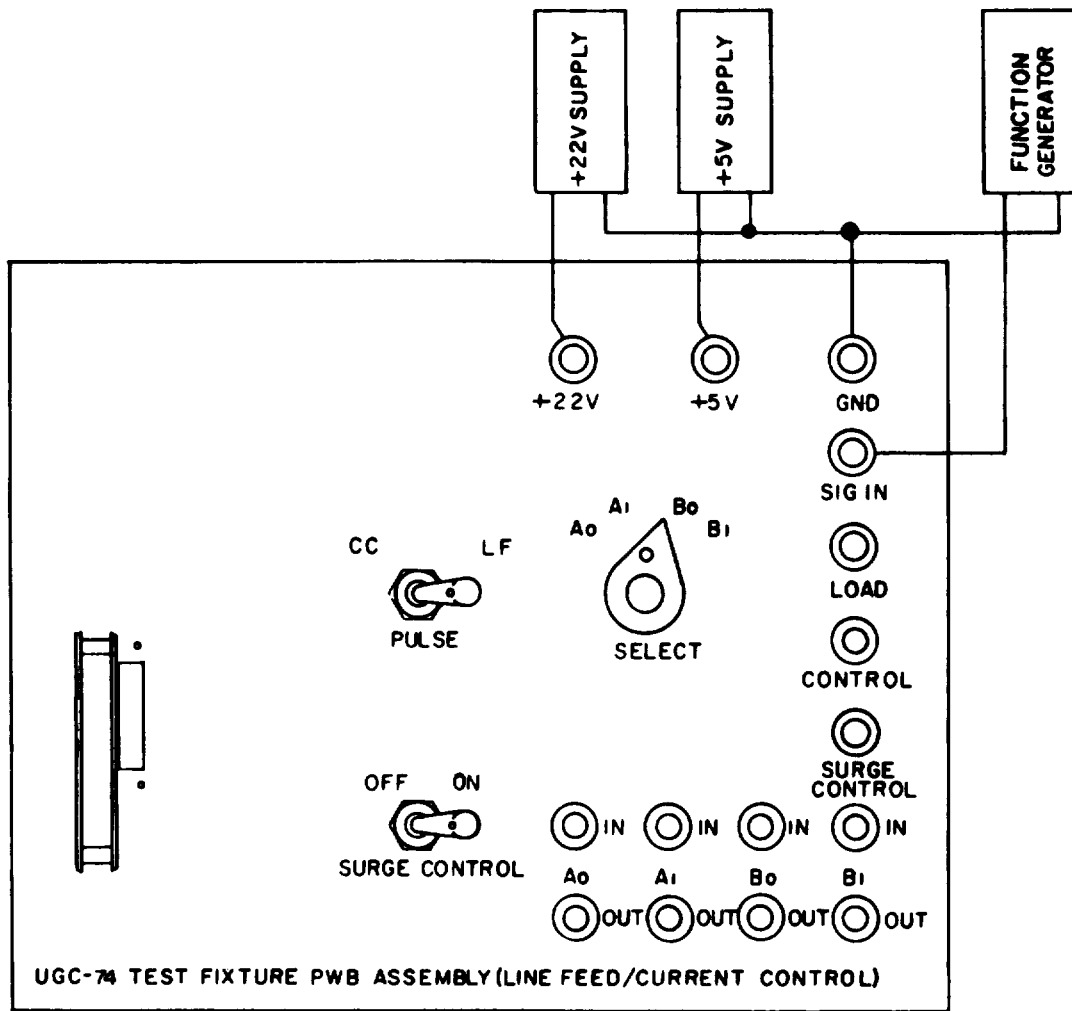 +22V SUPPLY
+5V SUPPLY
FUNCTION
GENERATOR
+22V
+5V
GND
SIG IN
A1 B0
A0 B1
CC LF
LOAD
PULSE
SELECT
CONTROL
SURGE
CONTROL
OFF ON
IN IN IN IN
SURGE CONTROL
A0 A1 B0 B1
OUT OUT OUT OUT
UGC-74 TEST FIXTURE PWB ASSEMBLY (LINE FEED/CURRENT CONTROL)